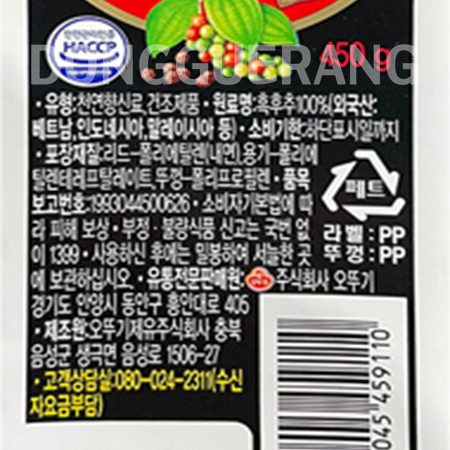 안전관리인증
HACCP
DONGGUERANG
450 g
• 유형:천연향신료,건조제품 • 원료명:흑후추100%(외국산:
베트남,인도네시아,말레이시아 등) • 소비기한:하단표시일까지
• 포장재질:리드-폴리에틸렌(내면),용기-폴리에
틸렌테레프탈레이트,뚜껑-폴리프로필렌 • 품목
보고번호:1993044500626 • 소비자기본법에 따
라 피해 보상 • 부정 · 불량식품 신고는 국번 없
이 1399 • 사용하신 후에는 밀봉하여 서늘한 곳
에 보관하십시오 • 유통전문판매원: 주식회사 오뚜기
경기도 안양시 동안구 흥안대로 405
• 제조원:오뚜기제유주식회사 충북
음성군 생극면 음성로 1506-27
• 고객상담실:080-024-2311(수신
자요금부담)
페트
라벨:PP
뚜껑:PP
045 459110